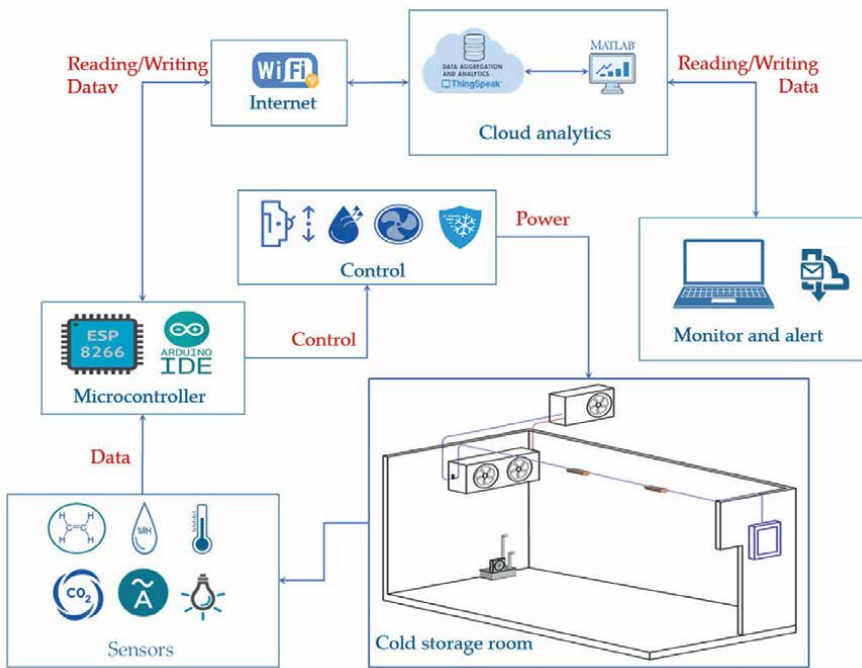 Reading/Writing
Datav
WiFi
Internet
DATA AGGREGATION
AND ANALYTICS
ThingSpeak™
MATLAB®
Cloud analytics
Reading/Writing
Data
Control
Power
Monitor and alert
ESP
8266
ARDUINO
IDE
Microcontroller
Control
Data
H H
C=C
H H
%RH
CO₂
Ã
Sensors
Cold storage room